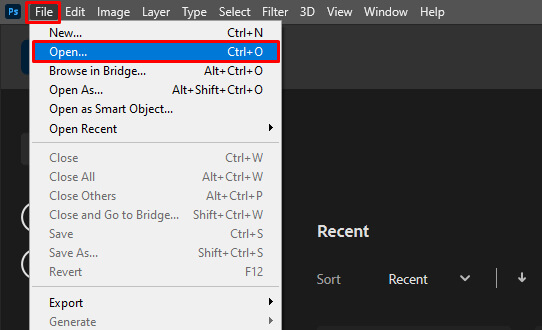 Ps File Edit Image Layer Type Select Filter 3D View Window Help
New... Ctrl+N
Open... Ctrl+O
Browse in Bridge... Alt+Ctrl+O
Open As... Alt+Shift+Ctrl+O
Open as Smart Object...
Open Recent
Close Ctrl+W
Close All Alt+Ctrl+W
Close Others Alt+Ctrl+P
Close and Go to Bridge... Shift+Ctrl+W
Save Ctrl+S
Save As... Shift+Ctrl+S
Revert F12
Export
Generate
Recent
Sort Recent